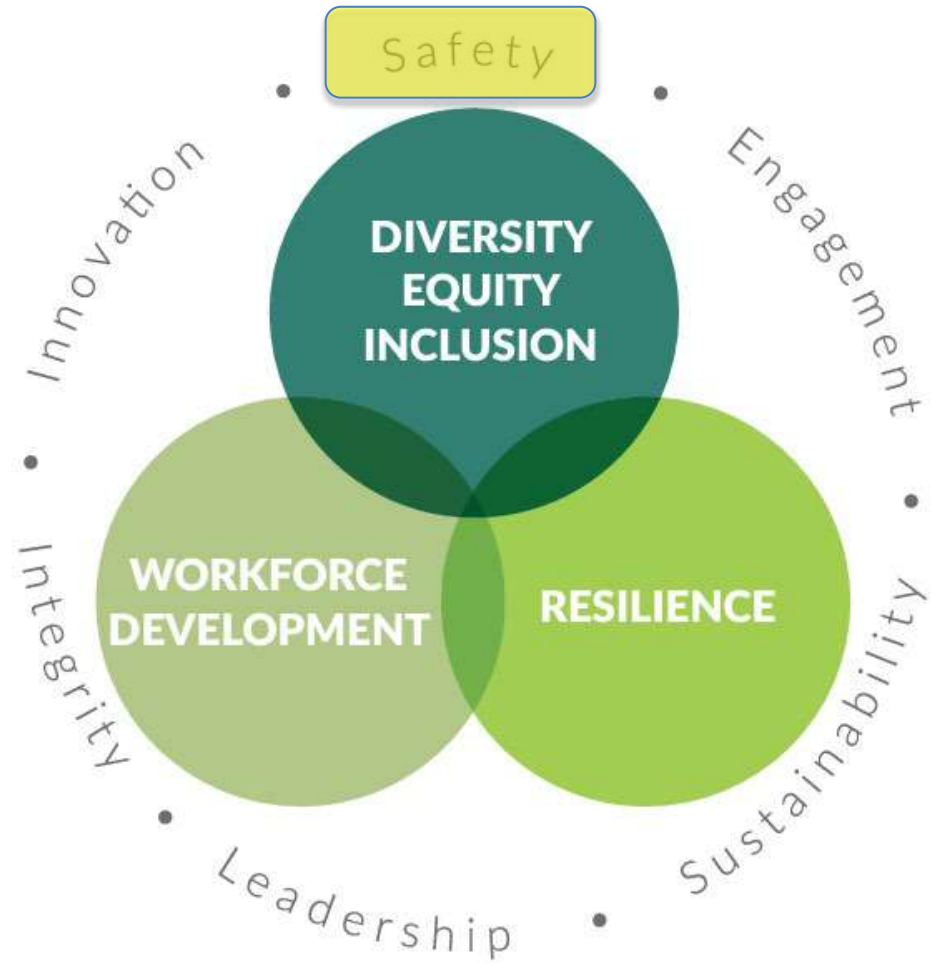 Safety
Engagement
Sustainability
Leadership
Integrity
Innovation
DIVERSITY
EQUITY
INCLUSION
WORKFORCE
DEVELOPMENT
RESILIENCE